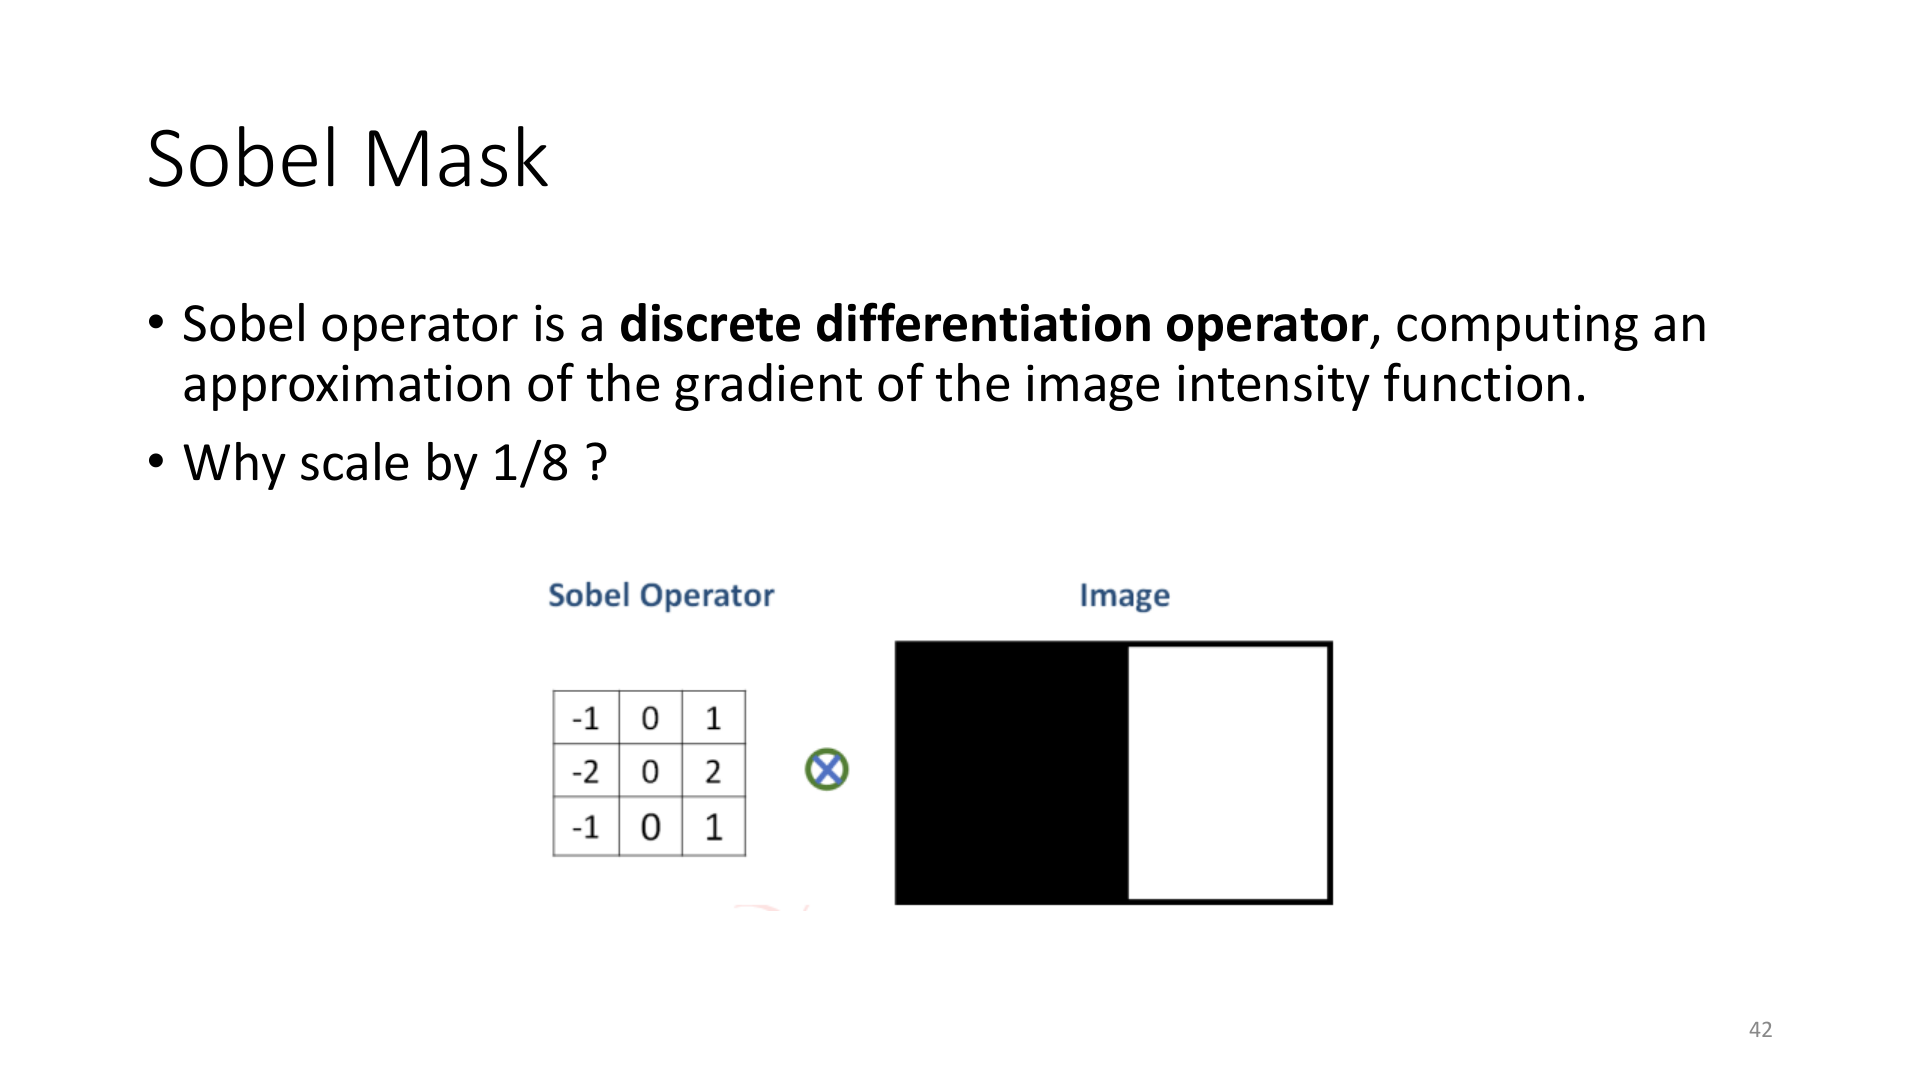 Sobel Mask
• Sobel operator is a discrete differentiation operator, computing an
approximation of the gradient of the image intensity function.
• Why scale by 1/8 ?
Sobel Operator
Image
-1 0 1
-2 0 2
-1 0 1
42